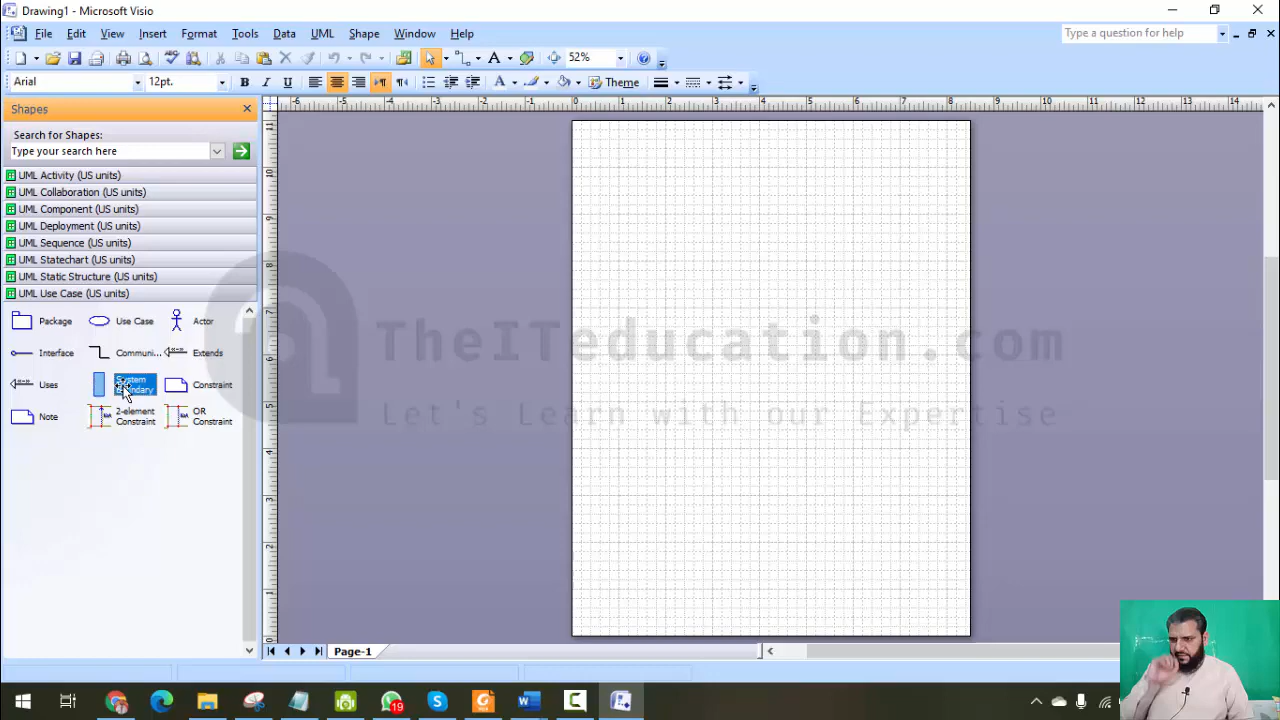 Drawing1 - Microsoft Visio
File Edit View Insert Format Tools Data UML Shape Window Help
Type a question for help
52%
Arial 12pt. B I U Theme
Shapes
Search for Shapes:
Type your search here
UML Activity (US units)
UML Collaboration (US units)
UML Component (US units)
UML Deployment (US units)
UML Sequence (US units)
UML Statechart (US units)
UML Static Structure (US units)
UML Use Case (US units)
Package Use Case Actor
Interface Communi... Extends
Uses System Boundary Constraint
Note 2-element Constraint OR Constraint
TheITeducation.com
Let's Learn with our Expertise
Page-1
19